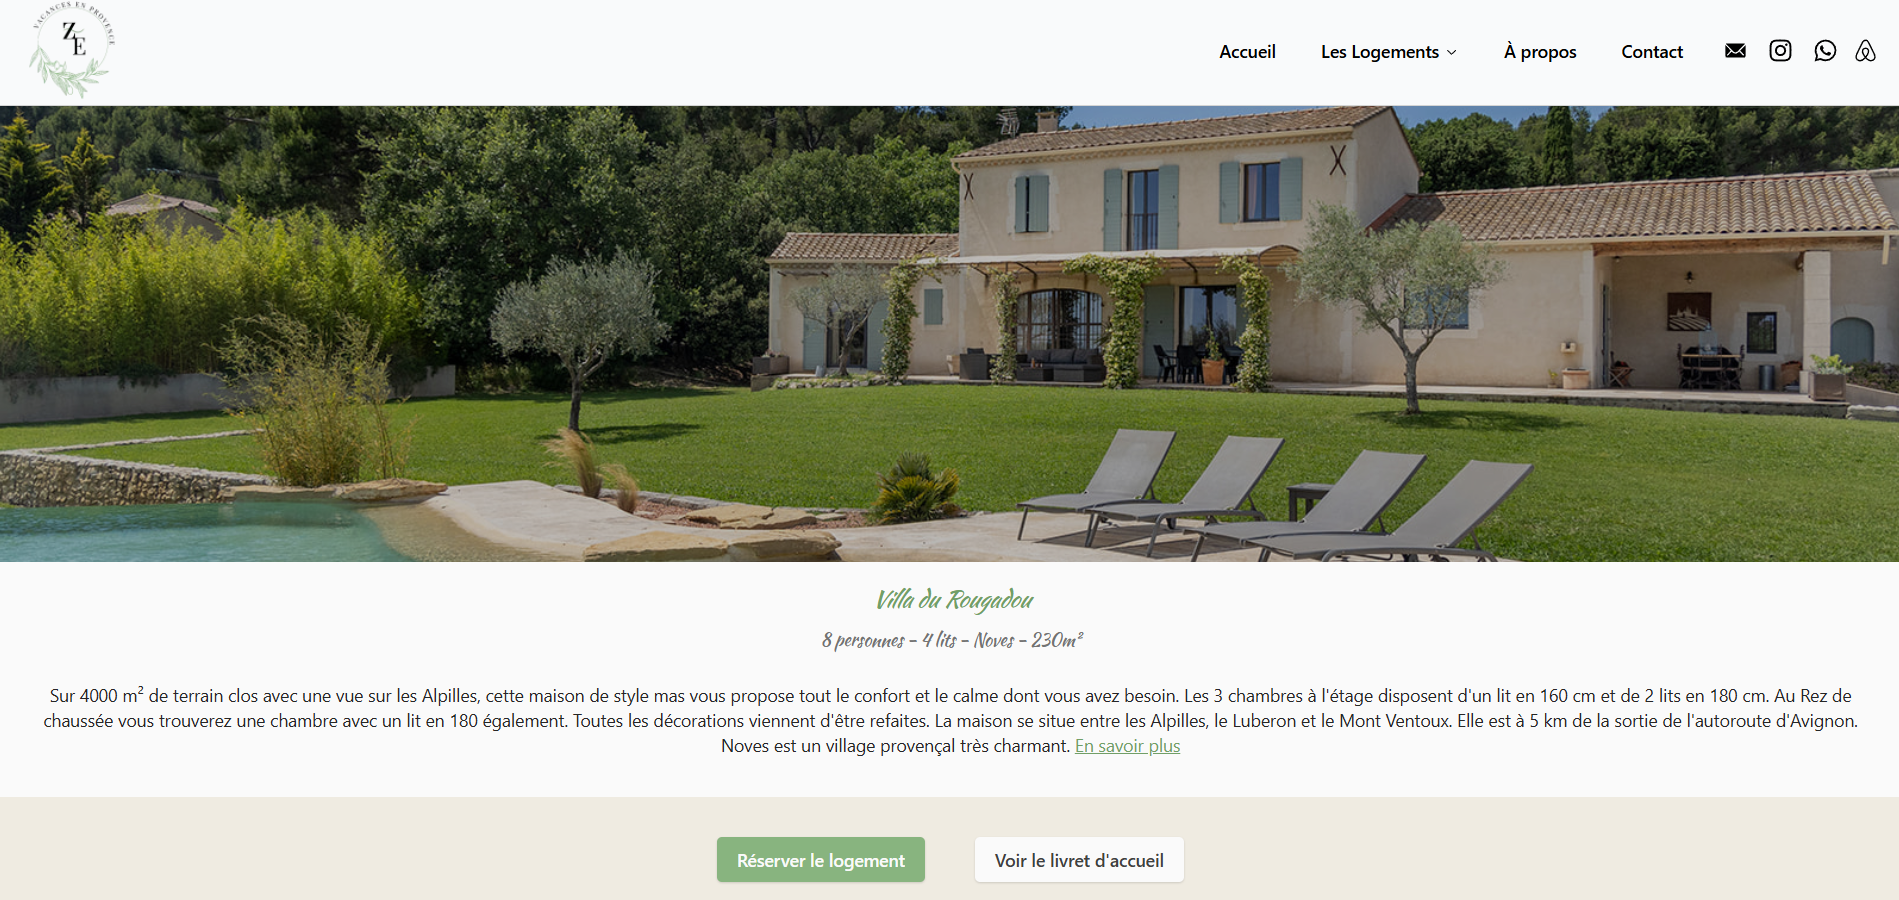 VACANCES EN PROVENCE
Z E
Accueil
Les Logements
À propos
Contact
Villa du Rougadou
8 personnes - 4 lits - Noves - 230m²
Sur 4000 m² de terrain clos avec une vue sur les Alpilles, cette maison de style mas vous propose tout le confort et le calme dont vous avez besoin. Les 3 chambres à l'étage disposent d'un lit en 160 cm et de 2 lits en 180 cm. Au Rez de
chaussée vous trouverez une chambre avec un lit en 180 également. Toutes les décorations viennent d'être refaites. La maison se situe entre les Alpilles, le Luberon et le Mont Ventoux. Elle est à 5 km de la sortie de l'autoroute d'Avignon.
Noves est un village provençal très charmant. En savoir plus
Réserver le logement
Voir le livret d'accueil